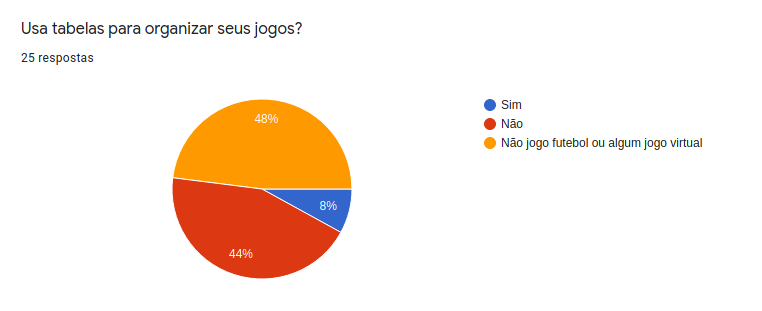 Usa tabelas para organizar seus jogos?
25 respostas
Sim
Não
Não jogo futebol ou algum jogo virtual
48%
8%
44%